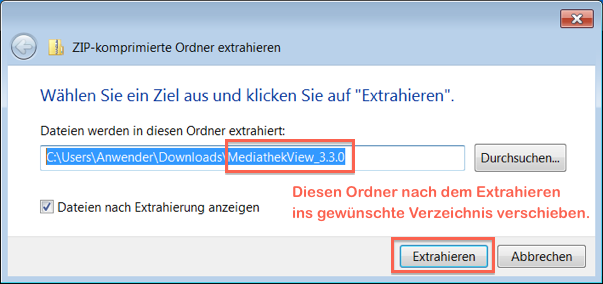 ZIP-komprimierte Ordner extrahieren
Wählen Sie ein Ziel aus und klicken Sie auf "Extrahieren".
Dateien werden in diesen Ordner extrahiert:
C:\Users\Anwender\Downloads\MediathekView_3.3.0
Durchsuchen...
Diesen Ordner nach dem Extrahieren
ins gewünschte Verzeichnis verschieben.
Dateien nach Extrahierung anzeigen
Extrahieren
Abbrechen